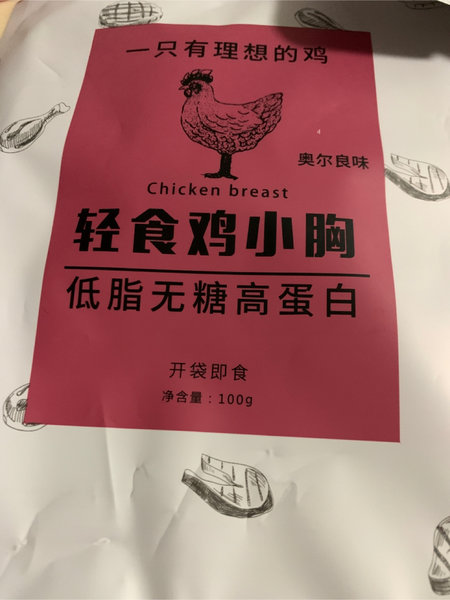 一只有理想的鸡
奥尔良味
Chicken breast
轻食鸡小胸
低脂无糖高蛋白
开袋即食
净含量：100g